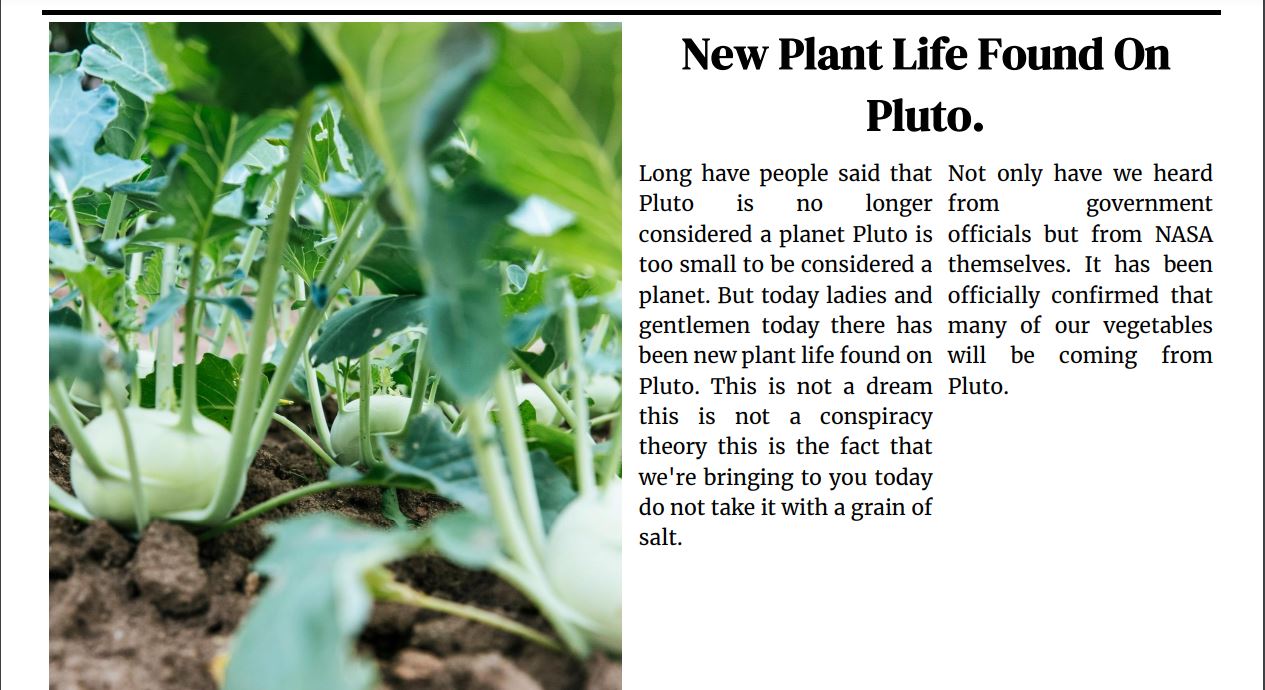 New Plant Life Found On
Pluto.
Long have people said that
Pluto is no longer
considered a planet Pluto is
too small to be considered a
planet. But today ladies and
gentlemen today there has
been new plant life found on
Pluto. This is not a dream
this is not a conspiracy
theory this is the fact that
we're bringing to you today
do not take it with a grain of
salt.
Not only have we heard
from government
officials but from NASA
themselves. It has been
officially confirmed that
many of our vegetables
will be coming from
Pluto.